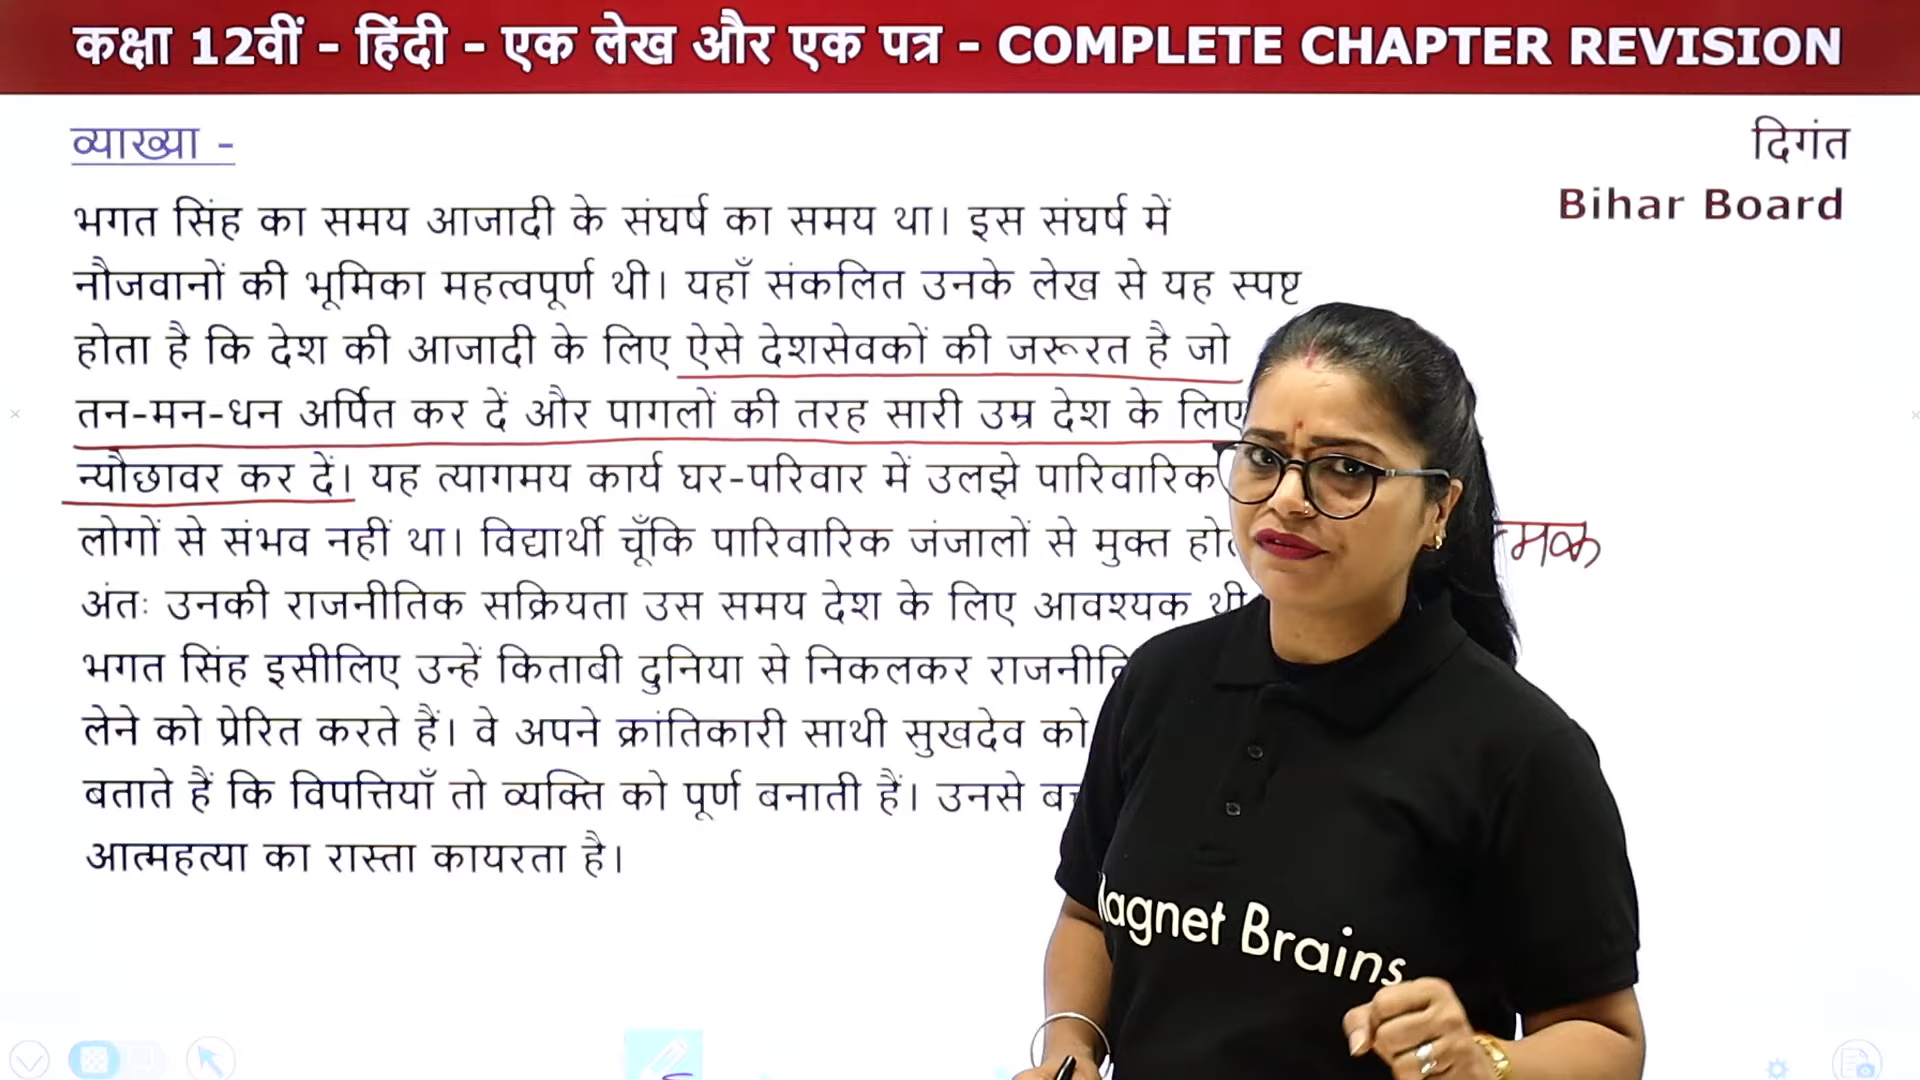 कक्षा 12वीं - हिंदी - एक लेख और एक पत्र - COMPLETE CHAPTER REVISION
व्याख्या -
दिगंत
Bihar Board
भगत सिंह का समय आजादी के संघर्ष का समय था। इस संघर्ष में
नौजवानों की भूमिका महत्वपूर्ण थी। यहाँ संकलित उनके लेख से यह स्पष्ट
होता है कि देश की आजादी के लिए ऐसे देशसेवकों की जरूरत है जो
तन-मन-धन अर्पित कर दें और पागलों की तरह सारी उम्र देश के लिए
न्यौछावर कर दें। यह त्यागमय कार्य घर-परिवार में उलझे पारिवारिक
लोगों से संभव नहीं था। विद्यार्थी चूँकि पारिवारिक जंजालों से मुक्त
अंतः उनकी राजनीतिक सक्रियता उस समय देश के लिए आवश्यक थी
भगत सिंह इसीलिए उन्हें किताबी दुनिया से निकलकर
लेने को प्रेरित करते हैं। वे अपने क्रांतिकारी साथी सुखदेव को
बताते हैं कि विपत्तियाँ तो व्यक्ति को पूर्ण बनाती हैं। उनसे
आत्महत्या का रास्ता कायरता है।
agnet Brains